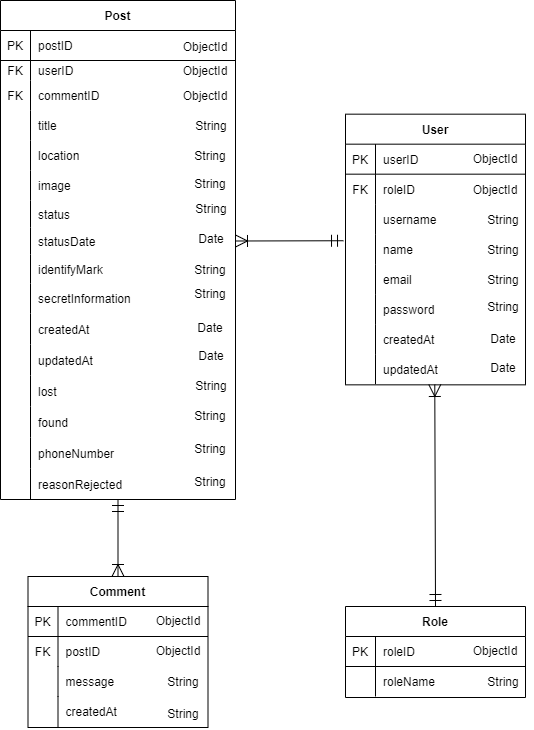 Post
PK postID ObjectId
FK userID ObjectId
FK commentID ObjectId
title String
location String
image String
status String
statusDate Date
identifyMark String
secretInformation String
createdAt Date
updatedAt Date
lost String
found String
phoneNumber String
reasonRejected String
User
PK userID ObjectId
FK roleID ObjectId
username String
name String
email String
password String
createdAt Date
updatedAt Date
Comment
PK commentID ObjectId
FK postID ObjectId
message String
createdAt String
Role
PK roleID ObjectId
roleName String